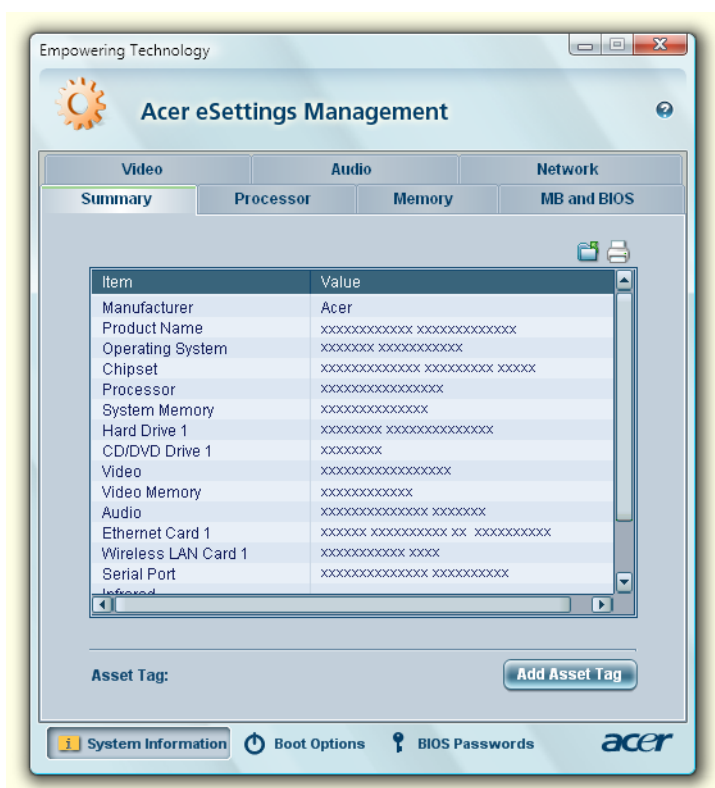 Empowering Technology
Acer eSettings Management
Video Audio Network
Summary Processor Memory MB and BIOS
Item Value
Manufacturer Acer
Product Name xxxxxxxxxxxx xxxxxxxxxxxxx
Operating System xxxxxxx xxxxxxxxxxx
Chipset xxxxxxxxxxxxx xxxxxxxxx xxxxx
Processor xxxxxxxxxxxxxxxx
System Memory xxxxxxxxxxxxxx
Hard Drive 1 xxxxxxxx xxxxxxxxxxxxxx
CD/DVD Drive 1 xxxxxxxx
Video xxxxxxxxxxxxxxxxx
Video Memory xxxxxxxxxxxx
Audio xxxxxxxxxxxxxx xxxxxxx
Ethernet Card 1 xxxxxx xxxxxxxxxx xx xxxxxxxxxx
Wireless LAN Card 1 xxxxxxxxxxx xxxx
Serial Port xxxxxxxxxxxxxx xxxxxxxxxx
Infrared
Asset Tag: Add Asset Tag
System Information Boot Options BIOS Passwords acer